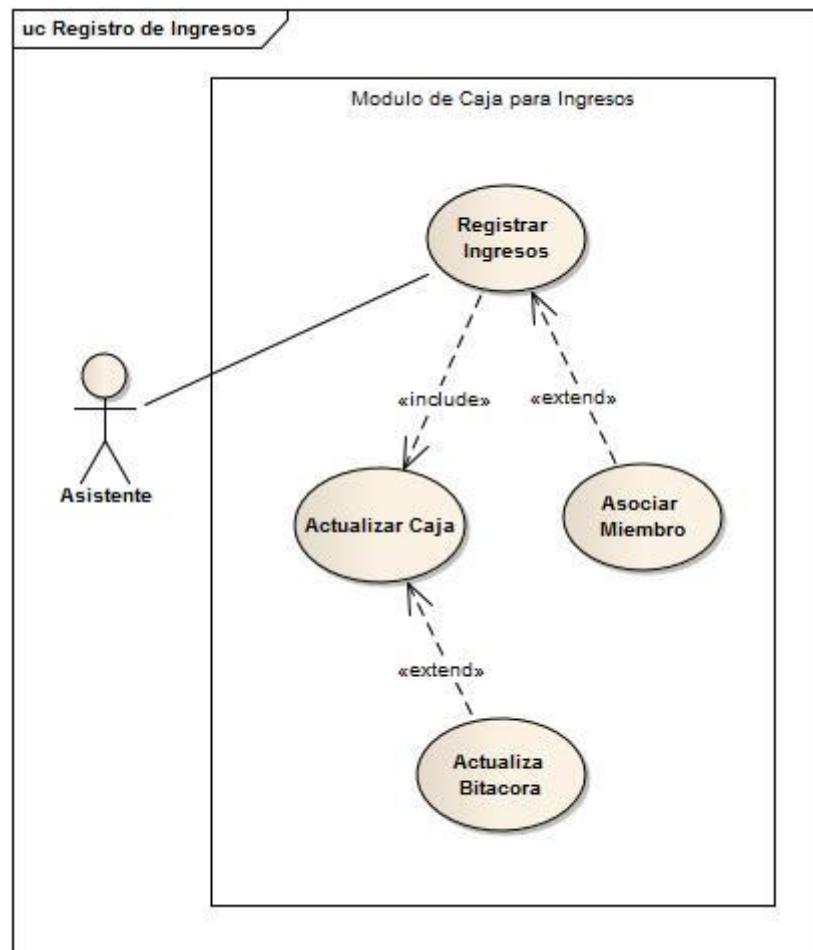 uc Registro de Ingresos
Modulo de Caja para Ingresos
Registrar
Ingresos
«include»
«extend»
Asistente
Actualizar Caja
Asociar
Miembro
«extend»
Actualiza
Bitacora